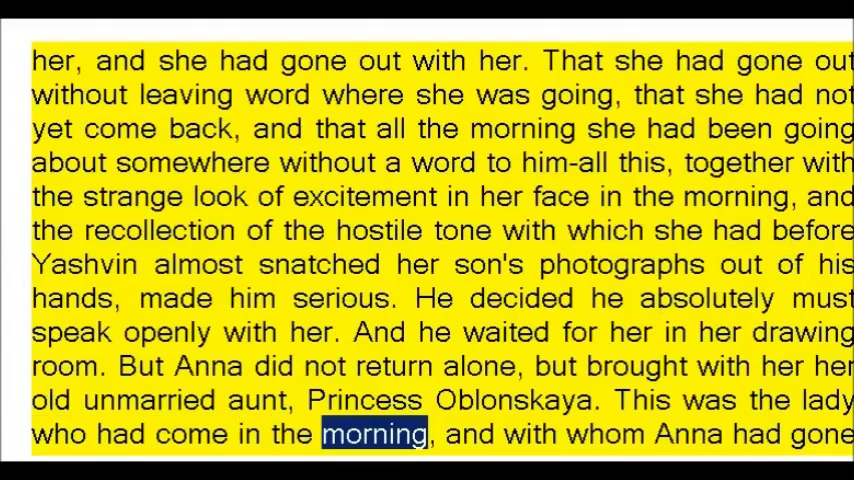 her, and she had gone out with her. That she had gone out
without leaving word where she was going, that she had not
yet come back, and that all the morning she had been going
about somewhere without a word to him-all this, together with
the strange look of excitement in her face in the morning, and
the recollection of the hostile tone with which she had before
Yashvin almost snatched her son's photographs out of his
hands, made him serious. He decided he absolutely must
speak openly with her. And he waited for her in her drawing
room. But Anna did not return alone, but brought with her her
old unmarried aunt, Princess Oblonskaya. This was the lady
who had come in the morning, and with whom Anna had gone